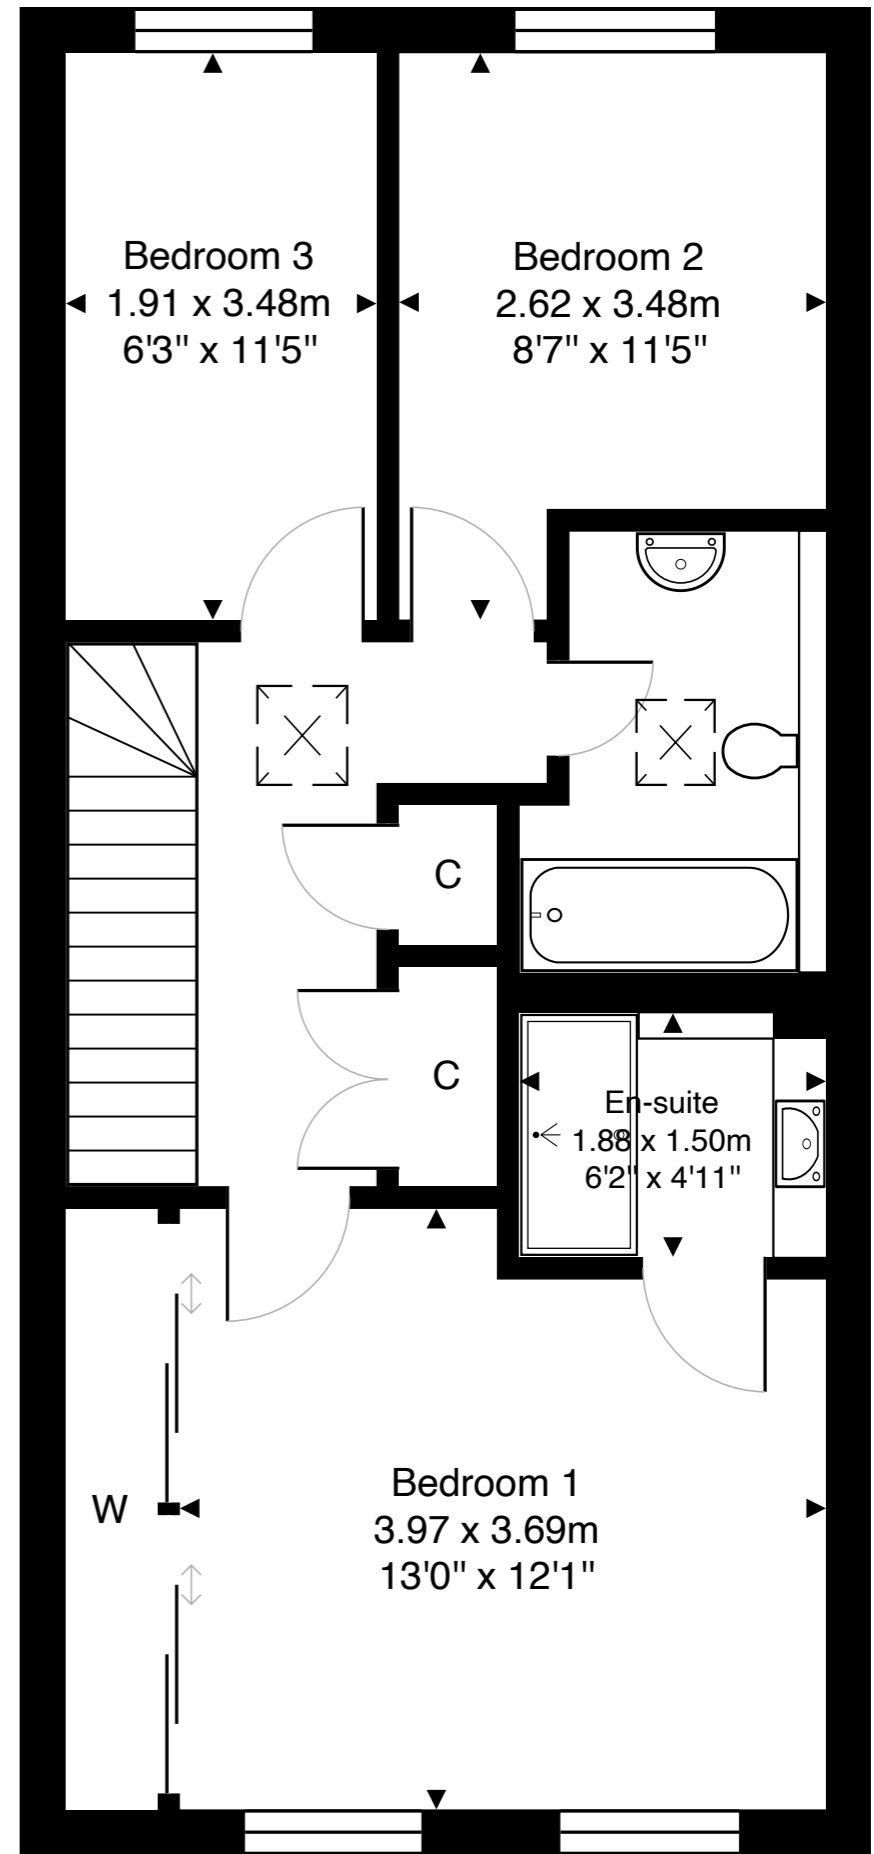 Bedroom 3
1.91 x 3.48m
6'3" x 11'5"
Bedroom 2
2.62 x 3.48m
8'7" x 11'5"
C
C
En-suite
1.88 x 1.50m
6'2" x 4'11"
W
Bedroom 1
3.97 x 3.69m
13'0" x 12'1"